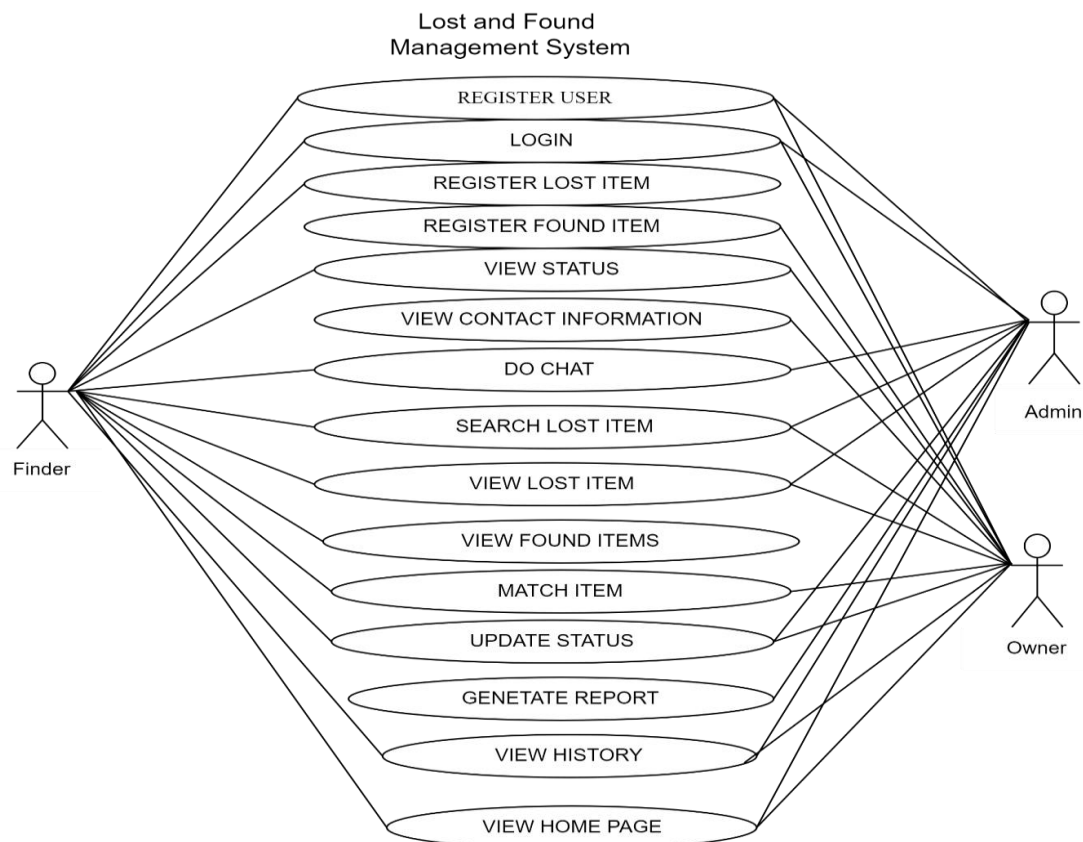 Lost and Found
Management System
REGISTER USER
LOGIN
REGISTER LOST ITEM
REGISTER FOUND ITEM
VIEW STATUS
VIEW CONTACT INFORMATION
DO CHAT
SEARCH LOST ITEM
VIEW LOST ITEM
VIEW FOUND ITEMS
MATCH ITEM
UPDATE STATUS
GENETATE REPORT
VIEW HISTORY
VIEW HOME PAGE
Finder
Admin
Owner